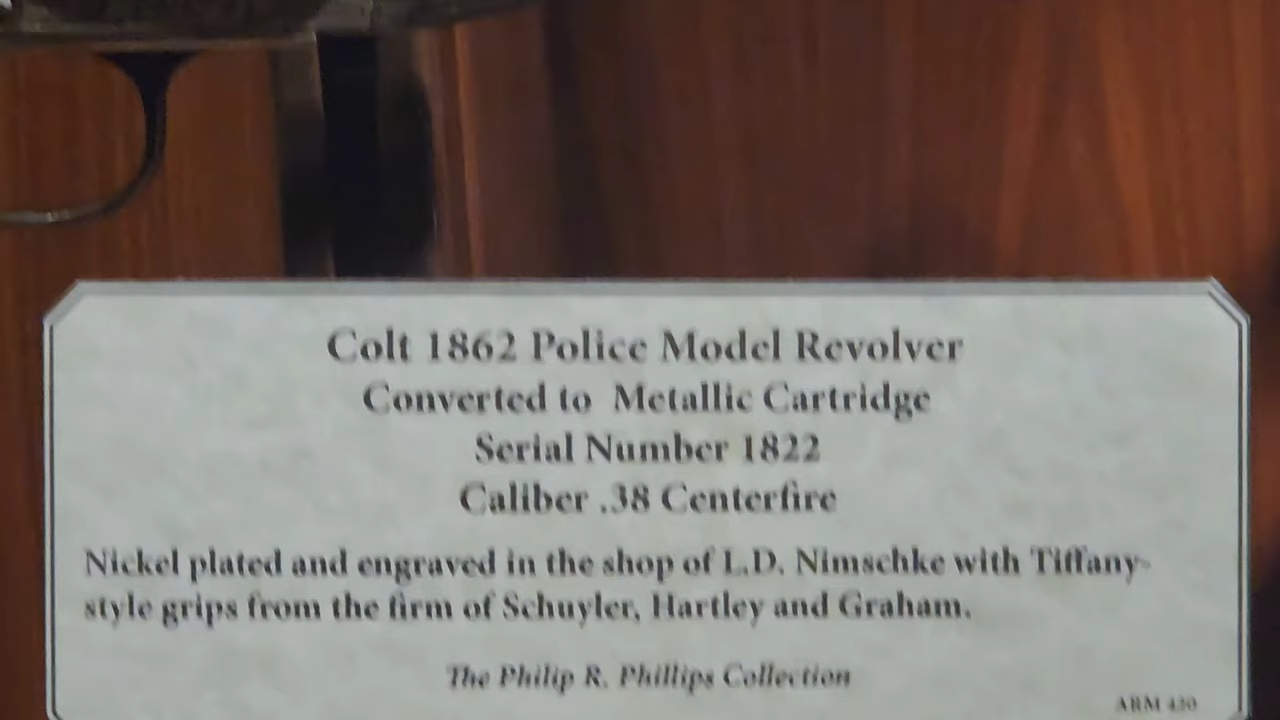 Colt 1862 Police Model Revolver
Converted to Metallic Cartridge
Serial Number 1822
Caliber .38 Centerfire
Nickel plated and engraved in the shop of L.D. Nimschke with Tiffany-
style grips from the firm of Schuyler, Hartley and Graham.
The Philip R. Phillips Collection
ARM